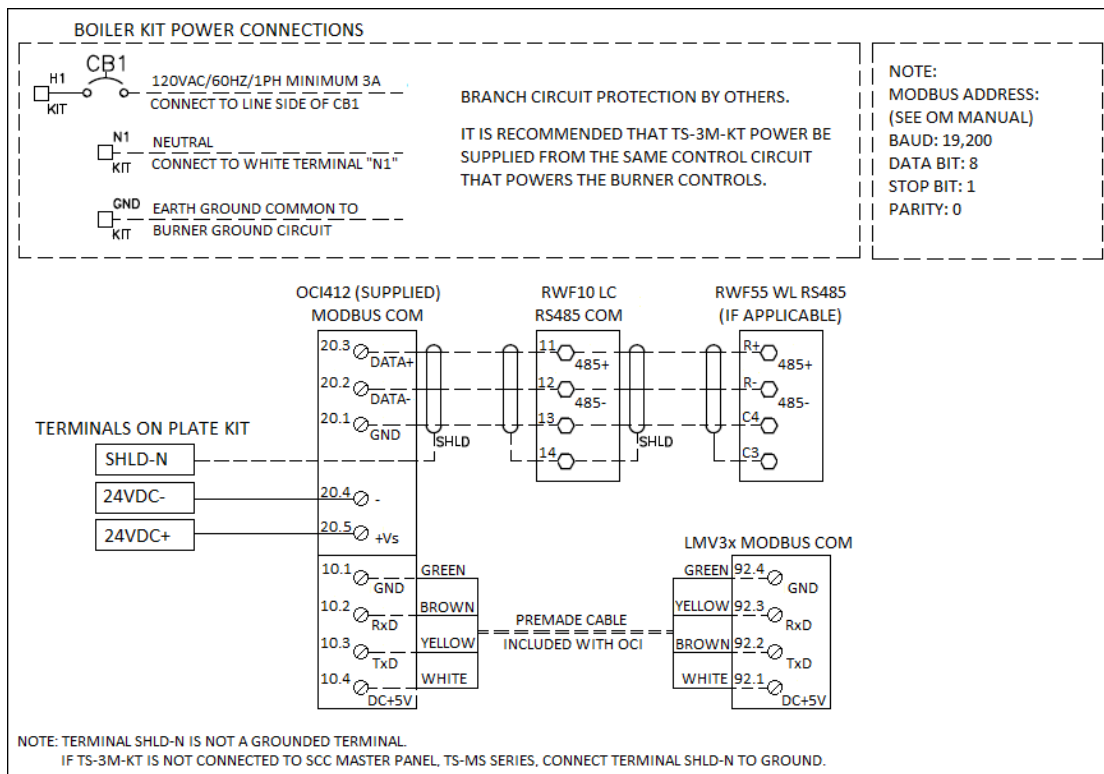 BOILER KIT POWER CONNECTIONS
H1
CB1
KIT
120VAC/60HZ/1PH MINIMUM 3A
CONNECT TO LINE SIDE OF CB1
N1
KIT
NEUTRAL
CONNECT TO WHITE TERMINAL "N1"
GND
KIT
EARTH GROUND COMMON TO
BURNER GROUND CIRCUIT
BRANCH CIRCUIT PROTECTION BY OTHERS.
IT IS RECOMMENDED THAT TS-3M-KT POWER BE
SUPPLIED FROM THE SAME CONTROL CIRCUIT
THAT POWERS THE BURNER CONTROLS.
NOTE:
MODBUS ADDRESS:
(SEE OM MANUAL)
BAUD: 19,200
DATA BIT: 8
STOP BIT: 1
PARITY: 0
OCI412 (SUPPLIED)
MODBUS COM
20.3
DATA+
20.2
DATA-
20.1
GND
SHLD
20.4
-
20.5
+Vs
10.1
GND
GREEN
10.2
RxD
BROWN
10.3
TxD
YELLOW
10.4
DC+5V
WHITE
TERMINALS ON PLATE KIT
SHLD-N
24VDC-
24VDC+
RWF10 LC
RS485 COM
11
485+
12
485-
13
14
SHLD
RWF55 WL RS485
(IF APPLICABLE)
R+
485+
R-
485-
C4
C3
PREMADE CABLE
INCLUDED WITH OCI
LMV3x MODBUS COM
GREEN
92.4
GND
YELLOW
92.3
RxD
BROWN
92.2
TxD
WHITE
92.1
DC+5V
NOTE: TERMINAL SHLD-N IS NOT A GROUNDED TERMINAL.
IF TS-3M-KT IS NOT CONNECTED TO SCC MASTER PANEL, TS-MS SERIES, CONNECT TERMINAL SHLD-N TO GROUND.